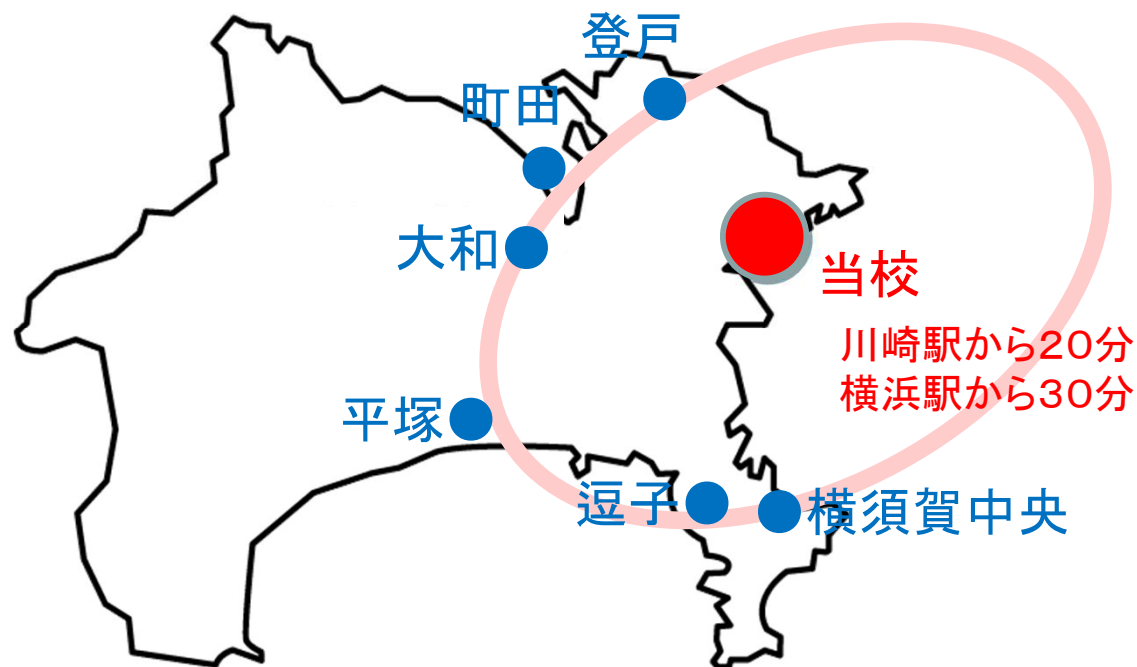 登戸
町田
大和
当校
川崎駅から20分
横浜駅から30分
平塚
逗子
横須賀中央